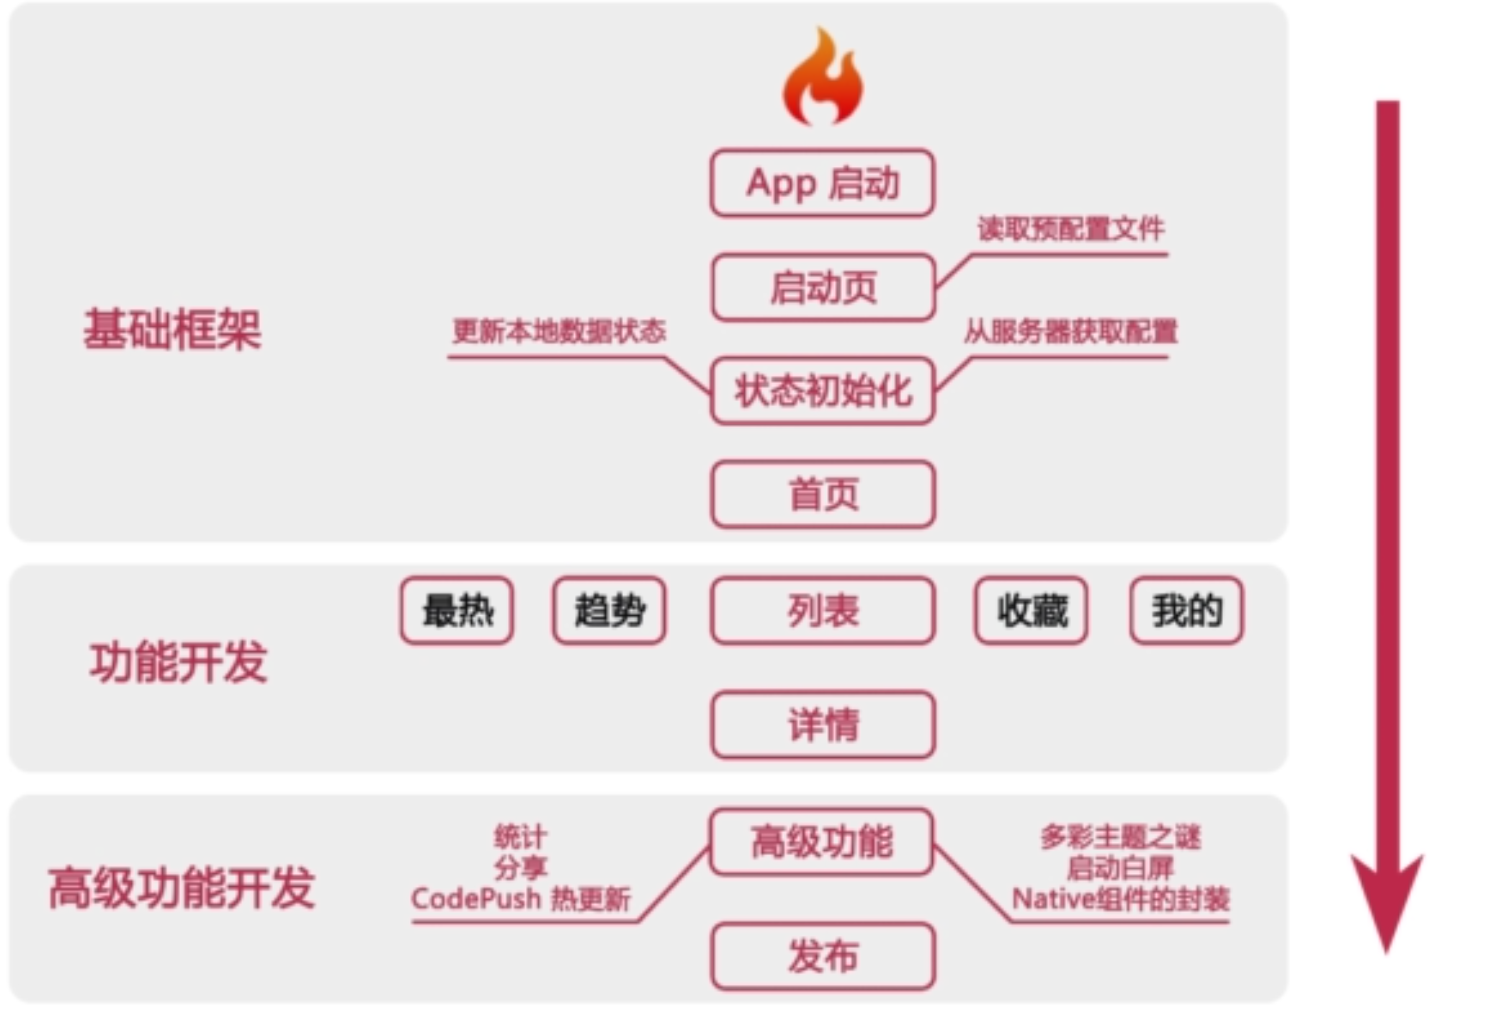 App 启动
读取预配置文件
启动页
基础框架
更新本地数据状态
从服务器获取配置
状态初始化
首页
最热
趋势
列表
收藏
我的
功能开发
详情
高级功能开发
统计
分享
CodePush 热更新
高级功能
多彩主题之谜
启动白屏
Native组件的封装
发布